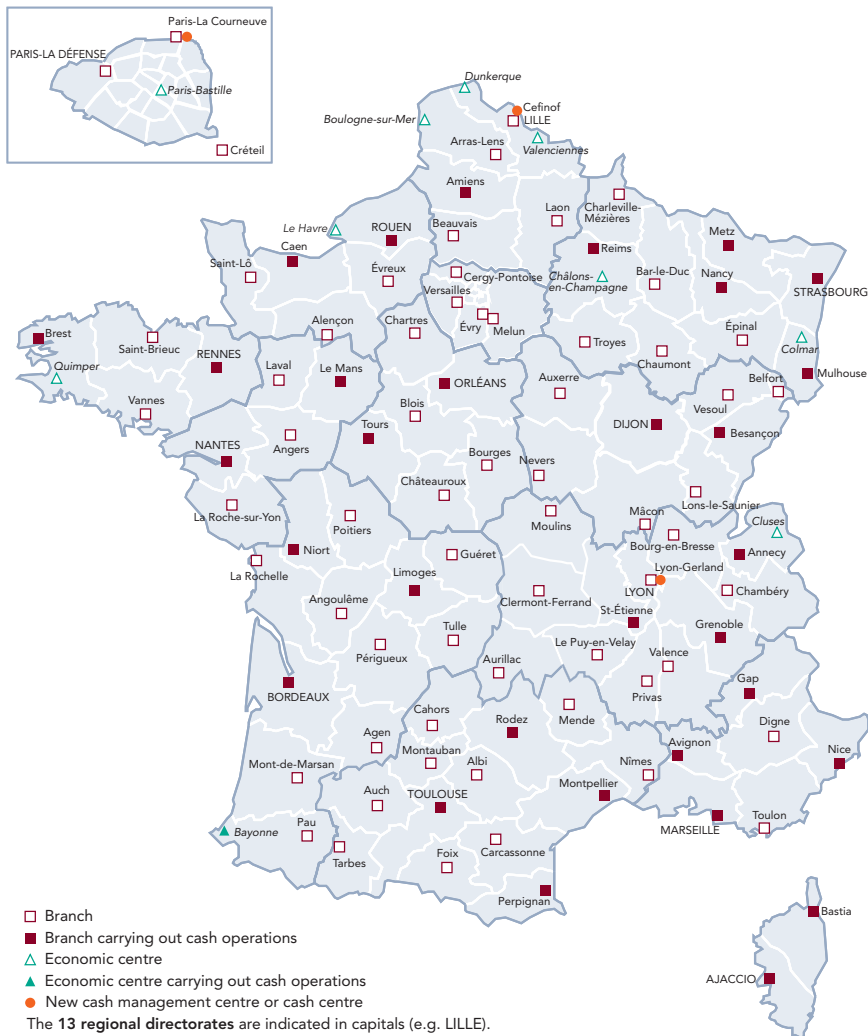 Paris-La Courneuve
PARIS-LA DÉFENSE
Paris-Bastille
Créteil
Dunkerque
Cefinof
LILLE
Boulogne-sur-Mer
Valenciennes
Arras-Lens
Amiens
Laon
Charleville-
Mézières
Le Havre
ROUEN
Beauvais
Metz
Caen
Reims
Saint-Lô
Évreux
Cergy-Pontoise
Châlons-
en-Champagne
Bar-le-Duc
Nancy
STRASBOURG
Versailles
Alençon
Chartres
Évry
Melun
Troyes
Épinal
Colmar
Brest
Saint-Brieuc
RENNES
Chaumont
Quimper
Laval
Le Mans
ORLÉANS
Auxerre
Mulhouse
Belfort
Vannes
Blois
Vesoul
Tours
DIJON
Besançon
NANTES
Angers
Bourges
Nevers
Châteauroux
Lons-le-Saunier
La Roche-sur-Yon
Poitiers
Moulins
Mâcon
Cluses
Bourg-en-Bresse
Niort
Guéret
Annecy
La Rochelle
Limoges
Lyon-Gerland
LYON
Clermont-Ferrand
Chambéry
Angoulême
St-Étienne
Tulle
Grenoble
Périgueux
Le Puy-en-Velay
Valence
Aurillac
Privas
Gap
BORDEAUX
Cahors
Rodez
Mende
Digne
Agen
Avignon
Montauban
Albi
Nîmes
Nice
Mont-de-Marsan
Auch
TOULOUSE
Montpellier
MARSEILLE
Toulon
Bayonne
Pau
Tarbes
Foix
Carcassonne
Perpignan
Bastia
AJACCIO
Branch
Branch carrying out cash operations
Economic centre
Economic centre carrying out cash operations
New cash management centre or cash centre
The 13 regional directorates are indicated in capitals (e.g. LILLE).